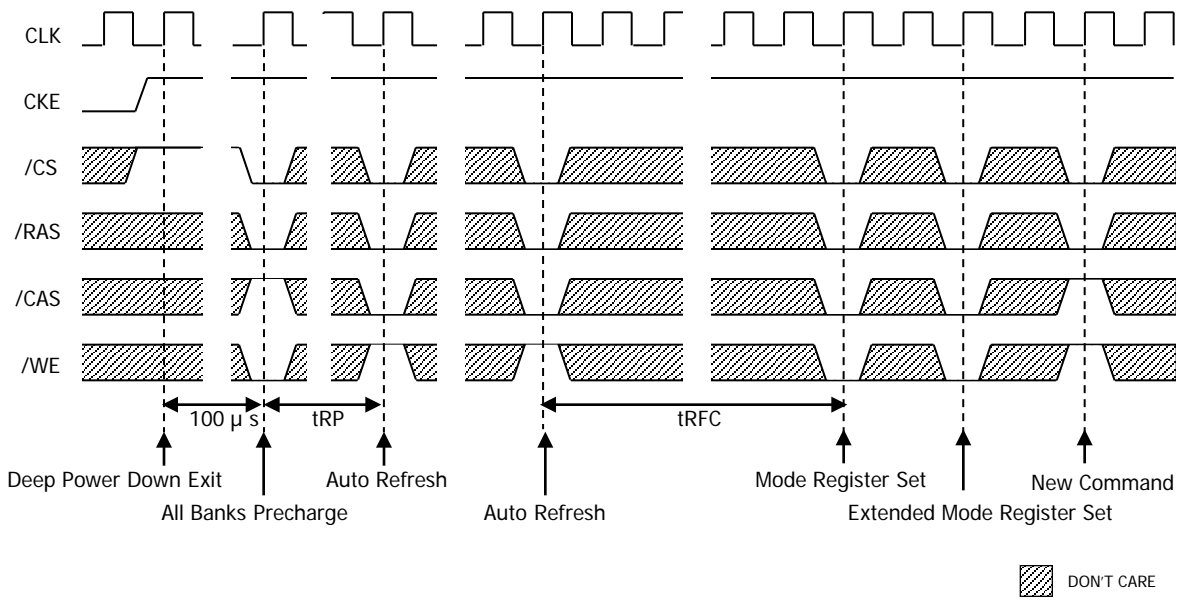 CLK
CKE
/CS
/RAS
/CAS
/WE
100 µ s
tRP
tRFC
Deep Power Down Exit
Auto Refresh
Mode Register Set
New Command
All Banks Precharge
Auto Refresh
Extended Mode Register Set
DON'T CARE